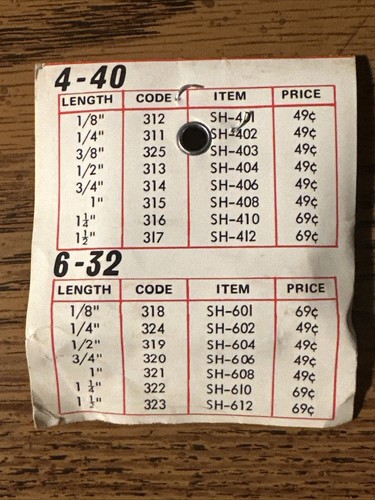 4-40
LENGTH CODE ITEM PRICE
1/8" 312 SH-401 49¢
1/4" 311 SH-402 49¢
3/8" 325 SH-403 49¢
1/2" 313 SH-404 49¢
3/4" 314 SH-406 49¢
1" 315 SH-408 49¢
1¼" 316 SH-410 69¢
1½" 317 SH-412 69¢
6-32
LENGTH CODE ITEM PRICE
1/8" 318 SH-601 69¢
1/4" 324 SH-602 49¢
1/2" 319 SH-604 49¢
3/4" 320 SH-606 49¢
1" 321 SH-608 49¢
1 ¼" 322 SH-610 69¢
1 ½" 323 SH-612 69¢